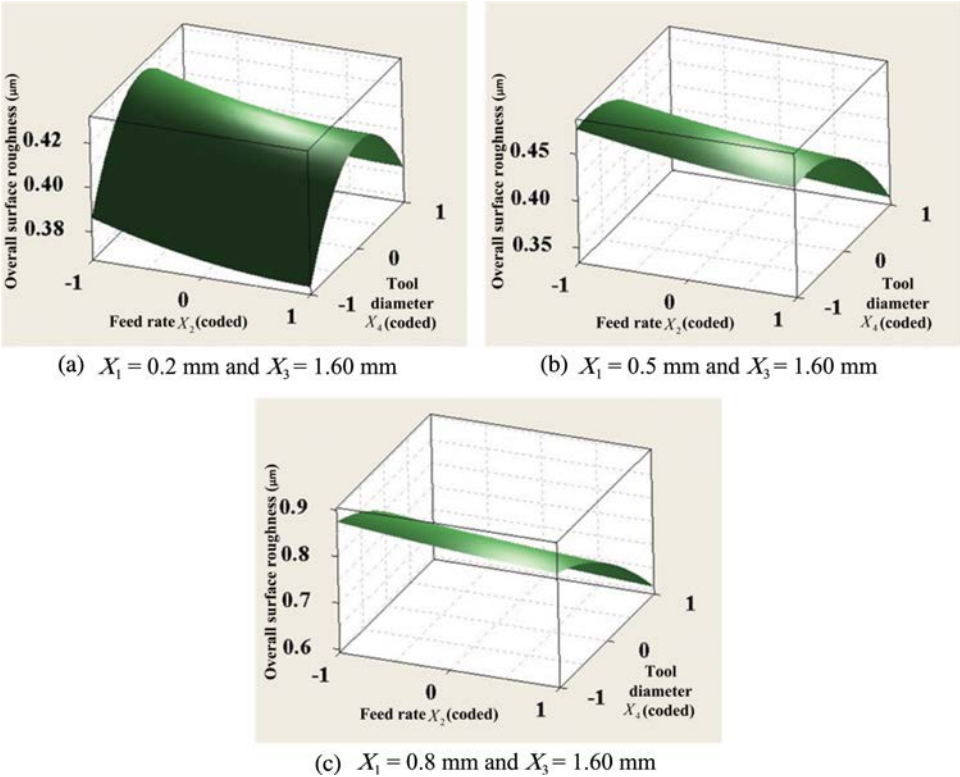 Overall surface roughness (μm)
0.42
0.40
0.38
-1
0
1
Feed rate X₂ (coded)
-1
0
1
Tool
diameter
X₄ (coded)
(a) X₁ = 0.2 mm and X₃ = 1.60 mm
Overall surface roughness (μm)
0.45
0.40
0.35
-1
0
1
Feed rate X₂ (coded)
-1
0
1
Tool
diameter
X₄ (coded)
(b) X₁ = 0.5 mm and X₃ = 1.60 mm
Overall surface roughness (μm)
0.9
0.8
0.7
0.6
-1
0
1
Feed rate X₂ (coded)
-1
0
1
Tool
diameter
X₄ (coded)
(c) X₁ = 0.8 mm and X₃ = 1.60 mm